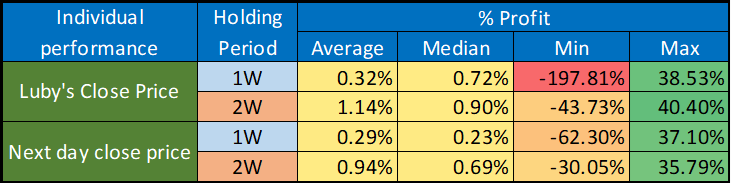 Individual performance Holding Period % Profit
Average Median Min Max
Luby's Close Price 1W 0.32% 0.72% -197.81% 38.53%
2W 1.14% 0.90% -43.73% 40.40%
Next day close price 1W 0.29% 0.23% -62.30% 37.10%
2W 0.94% 0.69% -30.05% 35.79%